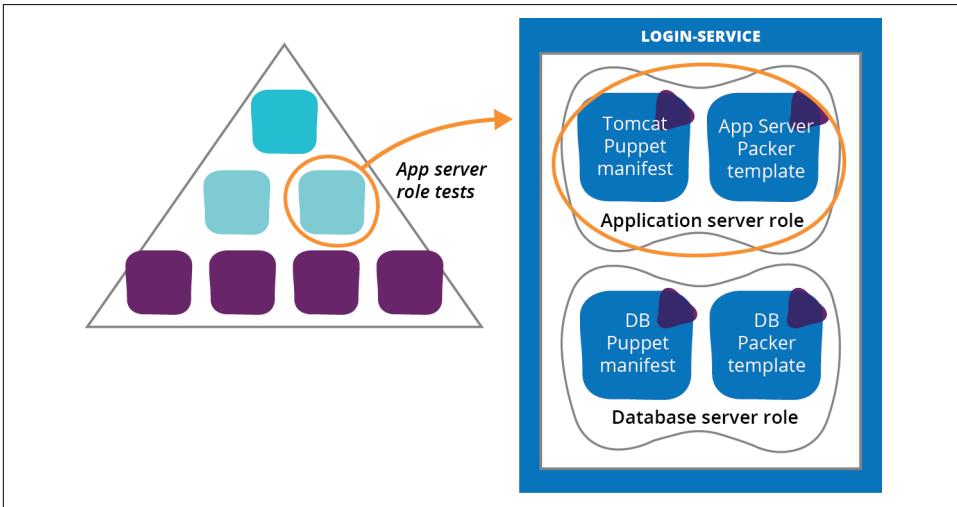 LOGIN-SERVICE
App server
role tests
Tomcat
Puppet
manifest
App Server
Packer
template
Application server role
DB
Puppet
manifest
DB
Packer
template
Database server role